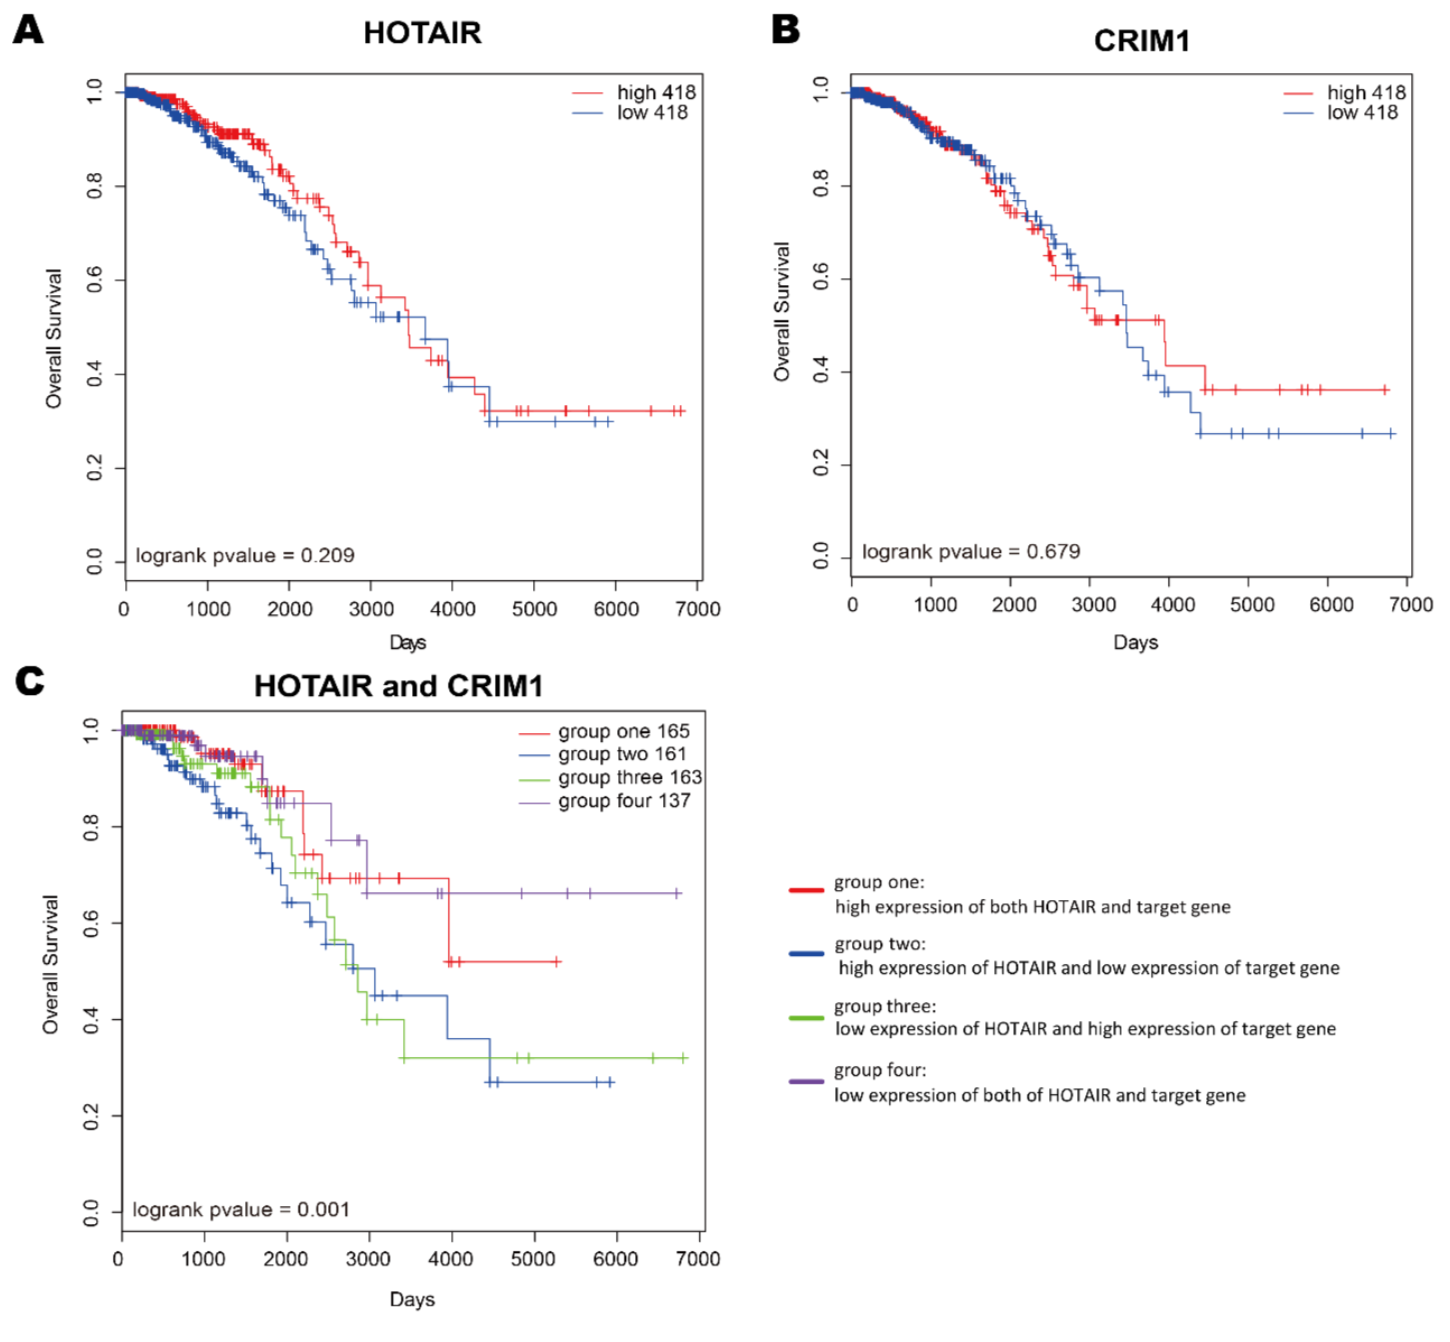 A
HOTAIR
high 418
low 418
1.0
0.8
0.6
0.4
0.2
0.0
Overall Survival
logrank pvalue = 0.209
0 1000 2000 3000 4000 5000 6000 7000
Days
B
CRIM1
high 418
low 418
1.0
0.8
0.6
0.4
0.2
0.0
Overall Survival
logrank pvalue = 0.679
0 1000 2000 3000 4000 5000 6000 7000
Days
C
HOTAIR and CRIM1
group one 165
group two 161
group three 163
group four 137
1.0
0.8
0.6
0.4
0.2
0.0
Overall Survival
logrank pvalue = 0.001
0 1000 2000 3000 4000 5000 6000 7000
Days
group one:
high expression of both HOTAIR and target gene
group two:
high expression of HOTAIR and low expression of target gene
group three:
low expression of HOTAIR and high expression of target gene
group four:
low expression of both of HOTAIR and target gene